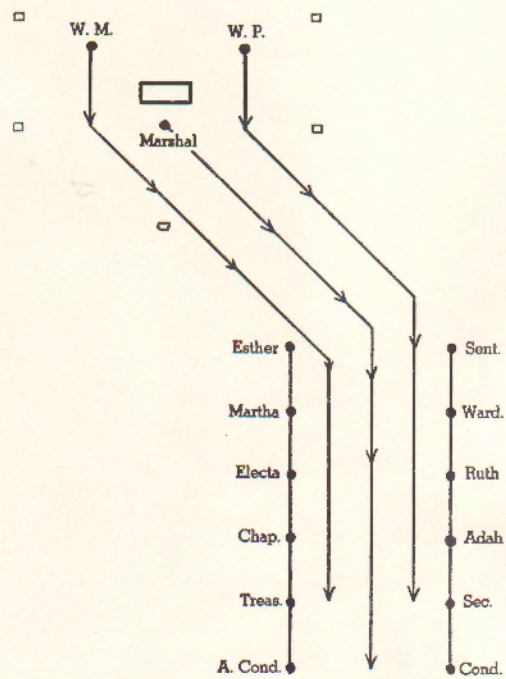 W. M.
W. P.
Marshal
Esther
Sent.
Martha
Ward.
Electa
Ruth
Chap.
Adah
Treas.
Sec.
A. Cond.
Cond.